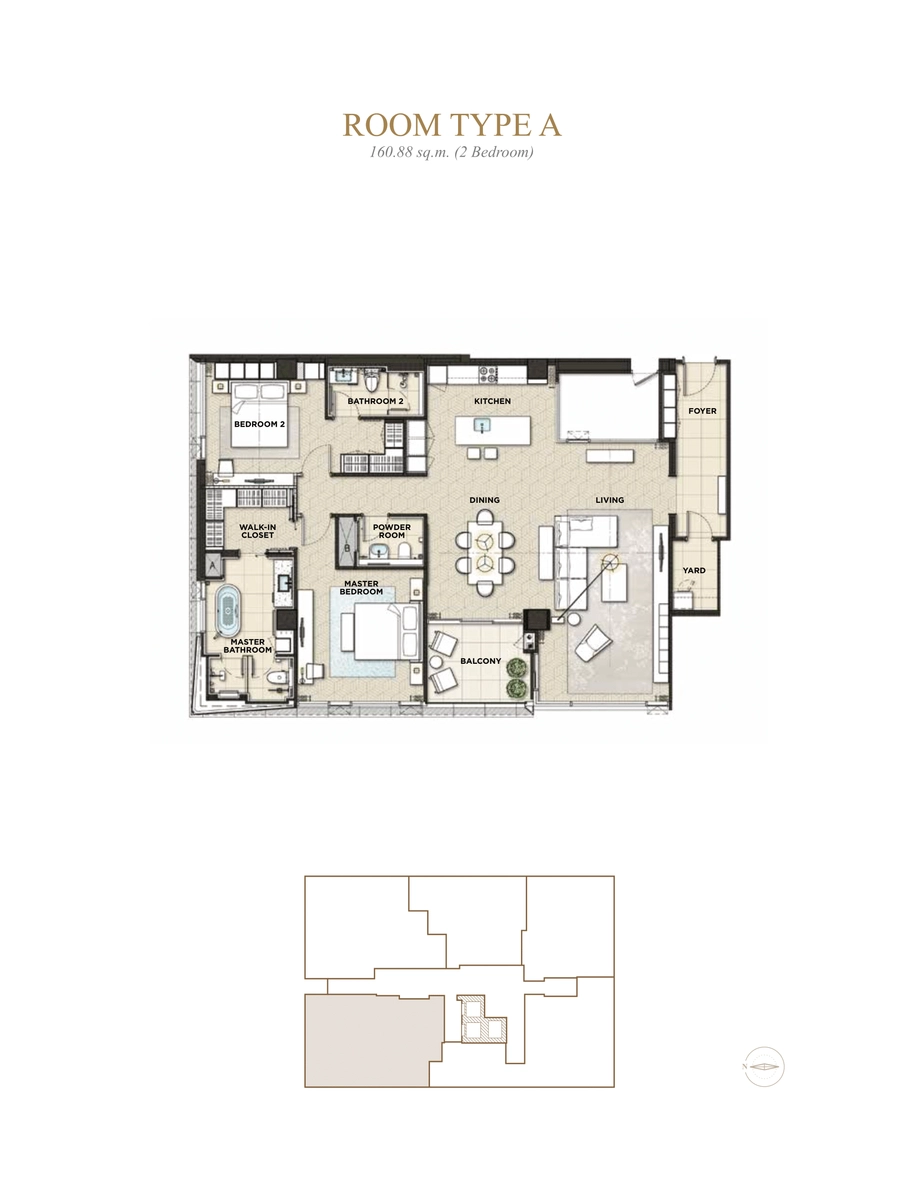 ROOM TYPE A
160.88 sq.m. (2 Bedroom)
BATHROOM 2
KITCHEN
FOYER
BEDROOM 2
DINING
LIVING
WALK-IN
CLOSET
POWDER
ROOM
B
A
YARD
MASTER
BEDROOM
MASTER
BATHROOM
BALCONY
N